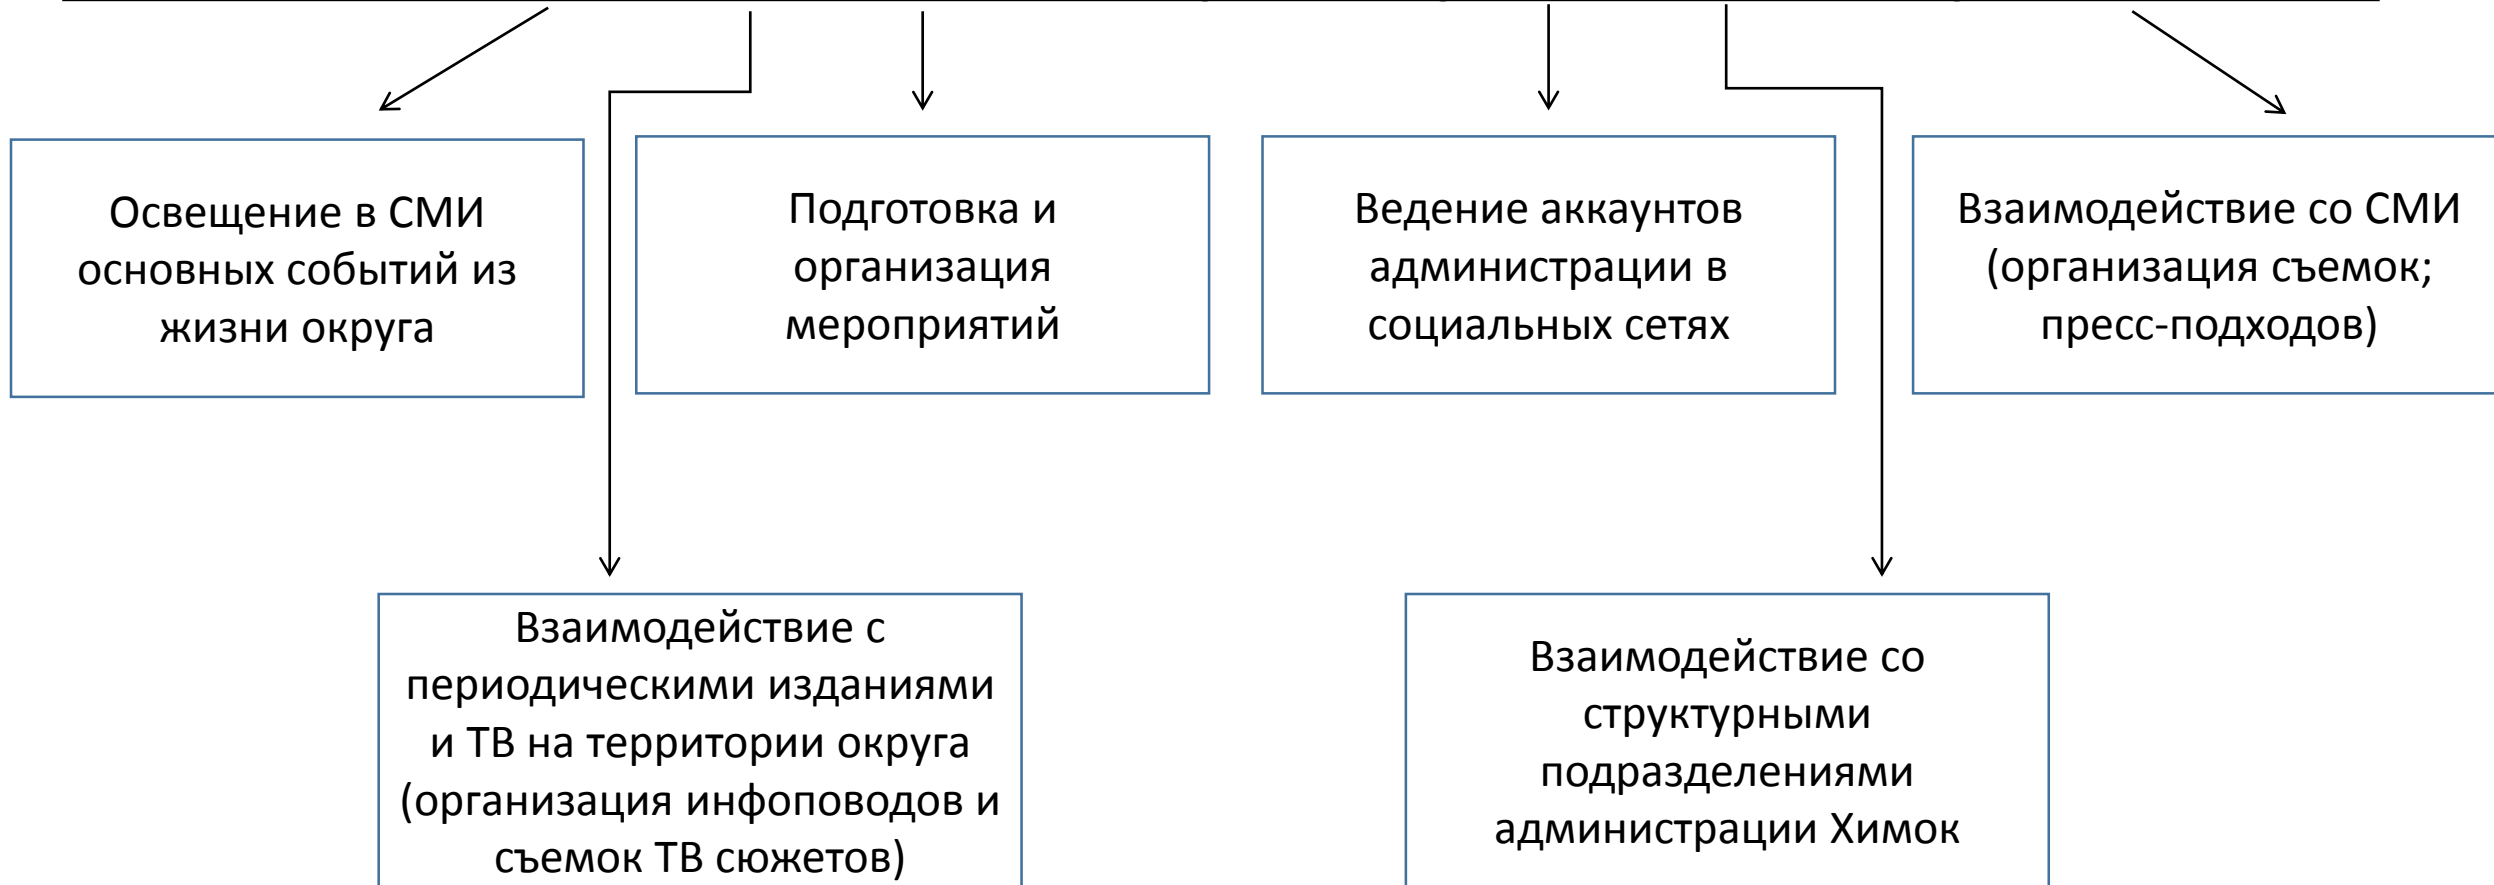 Освещение в СМИ
основных событий из
жизни округа
Подготовка и
организация
мероприятий
Ведение аккаунтов
администрации в
социальных сетях
Взаимодействие со СМИ
(организация съемок;
пресс-подходов)
Взаимодействие с
периодическими изданиями
и ТВ на территории округа
(организация инфоповодов и
съемок ТВ сюжетов)
Взаимодействие со
структурными
подразделениями
администрации Химок